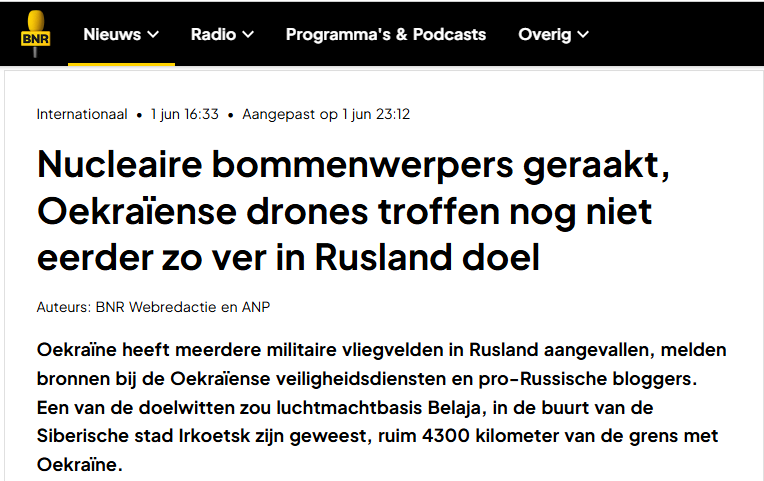 BNR
Nieuws Radio Programma's & Podcasts Overig
Internationaal • 1 jun 16:33 • Aangepast op 1 jun 23:12
Nucleaire bommenwerpers geraakt,
Oekraïense drones troffen nog niet
eerder zo ver in Rusland doel
Auteurs: BNR Webredactie en ANP
Oekraïne heeft meerdere militaire vliegvelden in Rusland aangevallen, melden
bronnen bij de Oekraïense veiligheidsdiensten en pro-Russische bloggers.
Een van de doelwitten zou luchtmachtbasis Belaja, in de buurt van de
Siberische stad Irkoetsk zijn geweest, ruim 4300 kilometer van de grens met
Oekraïne.